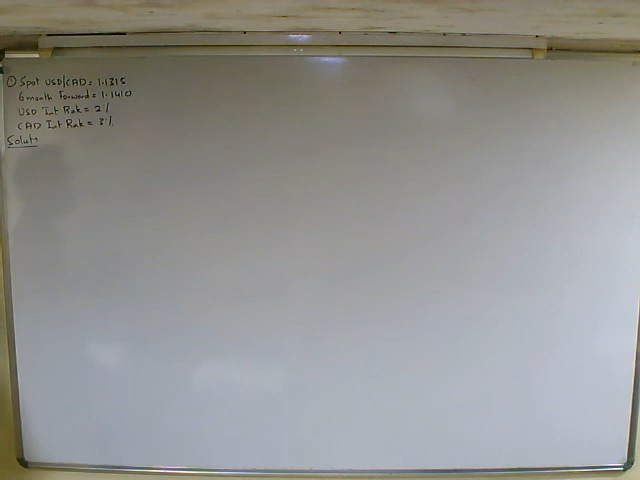 ① Spot USD/CAD = 1.1315
6 month Forward = 1.1410
USD Int Rate = 2%
CAD Int Rate = 3%
Solutn